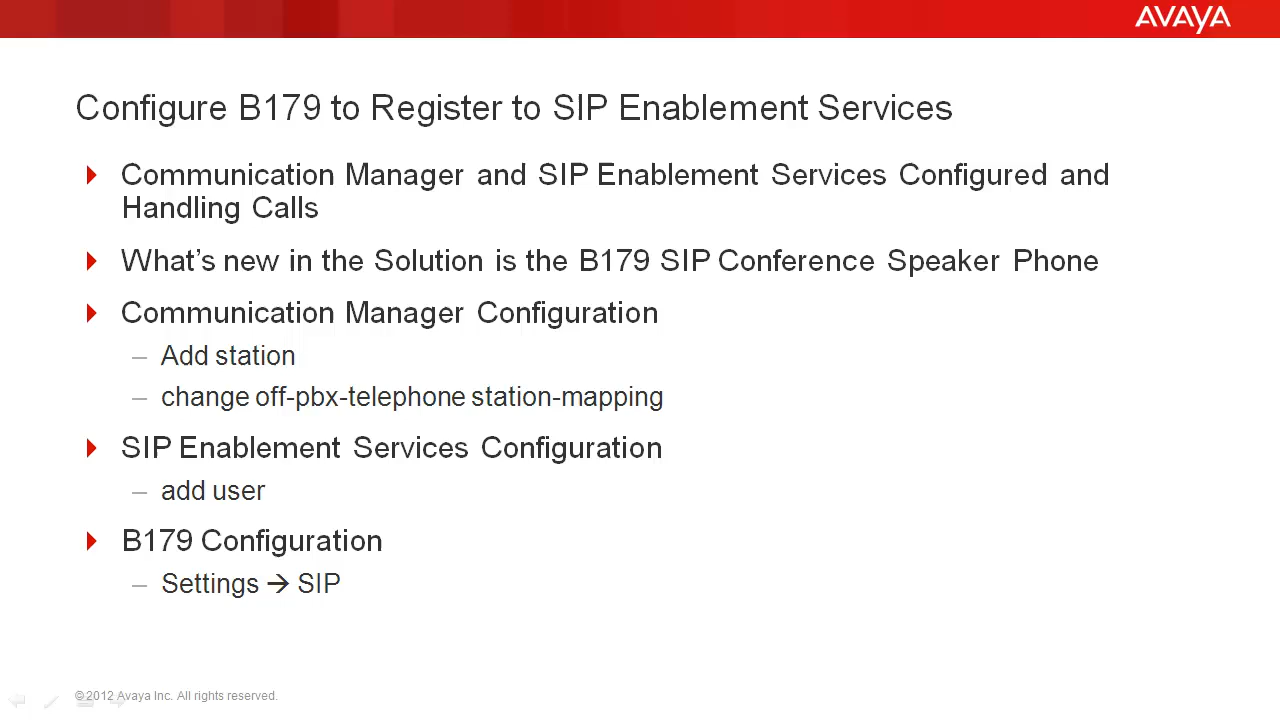 AVAYA
Configure B179 to Register to SIP Enablement Services
Communication Manager and SIP Enablement Services Configured and
Handling Calls
What's new in the Solution is the B179 SIP Conference Speaker Phone
Communication Manager Configuration
– Add station
– change off-pbx-telephone station-mapping
SIP Enablement Services Configuration
– add user
B179 Configuration
– Settings → SIP
©2012 Avaya Inc. All rights reserved.